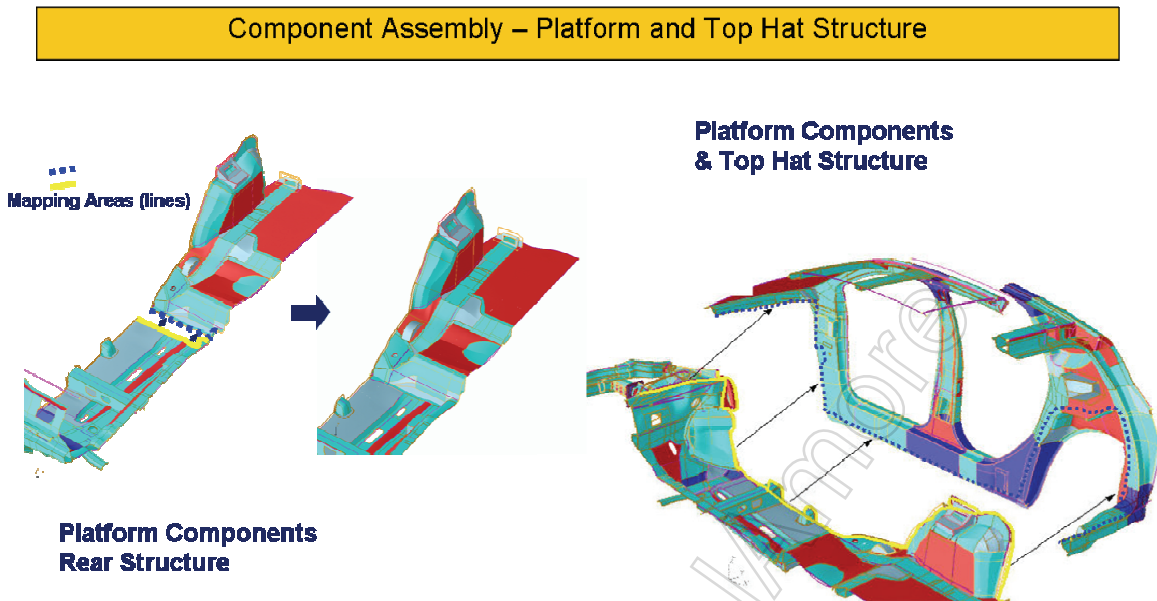 Component Assembly – Platform and Top Hat Structure
Platform Components
& Top Hat Structure
Mapping Areas (lines)
Platform Components
Rear Structure